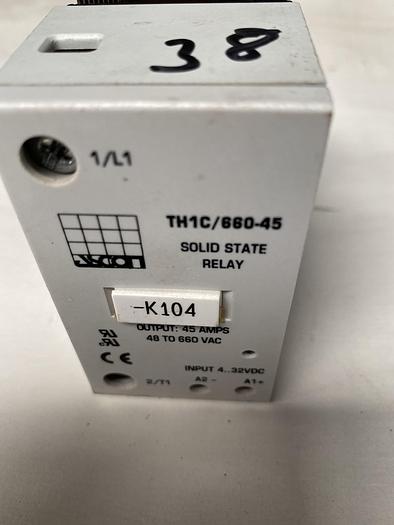 38
1/L1
TH1C/660-45
SOLID STATE
RELAY
ASCON
-K104
OUTPUT: 45 AMPS
48 TO 660 VAC
CE
INPUT 4..32VDC
2/T1 A2 - A1+